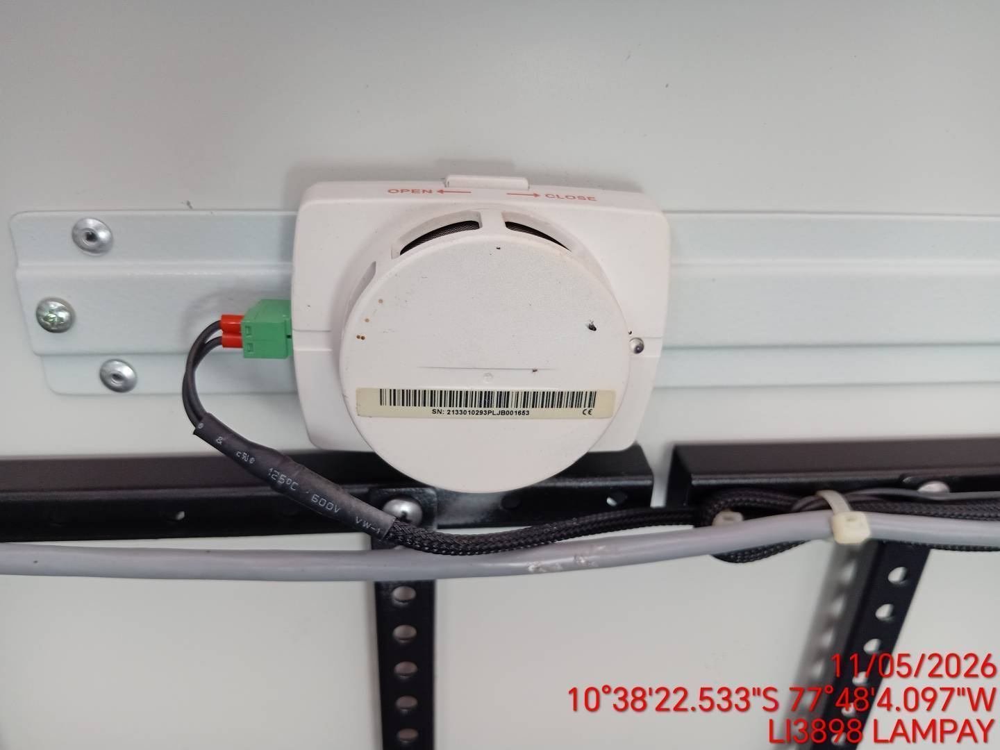 OPEN
CLOSE
SN: 2133010293PLJB001653
CE
&
125°C 600V VW-1
11/05/2026
10°38'22.533"S 77°48'4.097"W
LI3898 LAMPAY